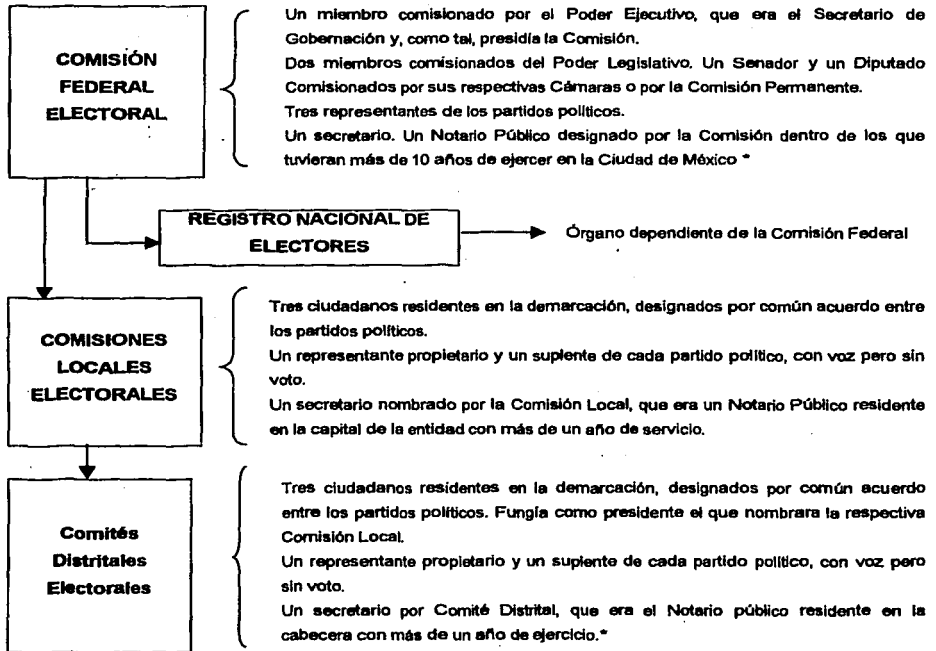 COMISIÓN
FEDERAL
ELECTORAL
Un miembro comisionado por el Poder Ejecutivo, que era el Secretario de
Gobernación y, como tal, presidía la Comisión.
Dos miembros comisionados del Poder Legislativo. Un Senador y un Diputado
Comisionados por sus respectivas Cámaras o por la Comisión Permanente.
Tres representantes de los partidos políticos.
Un secretario. Un Notario Público designado por la Comisión dentro de los que
tuvieran más de 10 años de ejercer en la Ciudad de México *
REGISTRO NACIONAL DE
ELECTORES
Órgano dependiente de la Comisión Federal
COMISIONES
LOCALES
ELECTORALES
Tres ciudadanos residentes en la demarcación, designados por común acuerdo entre
los partidos políticos.
Un representante propietario y un suplente de cada partido político, con voz pero sin
voto.
Un secretario nombrado por la Comisión Local, que era un Notario Público residente
en la capital de la entidad con más de un año de servicio.
Comités
Distritales
Electorales
Tres ciudadanos residentes en la demarcación, designados por común acuerdo
entre los partidos políticos. Fungía como presidente el que nombrara la respectiva
Comisión Local.
Un representante propietario y un suplente de cada partido político, con voz pero
sin voto.
Un secretario por Comité Distrital, que era el Notario público residente en la
cabecera con más de un año de ejercicio.*